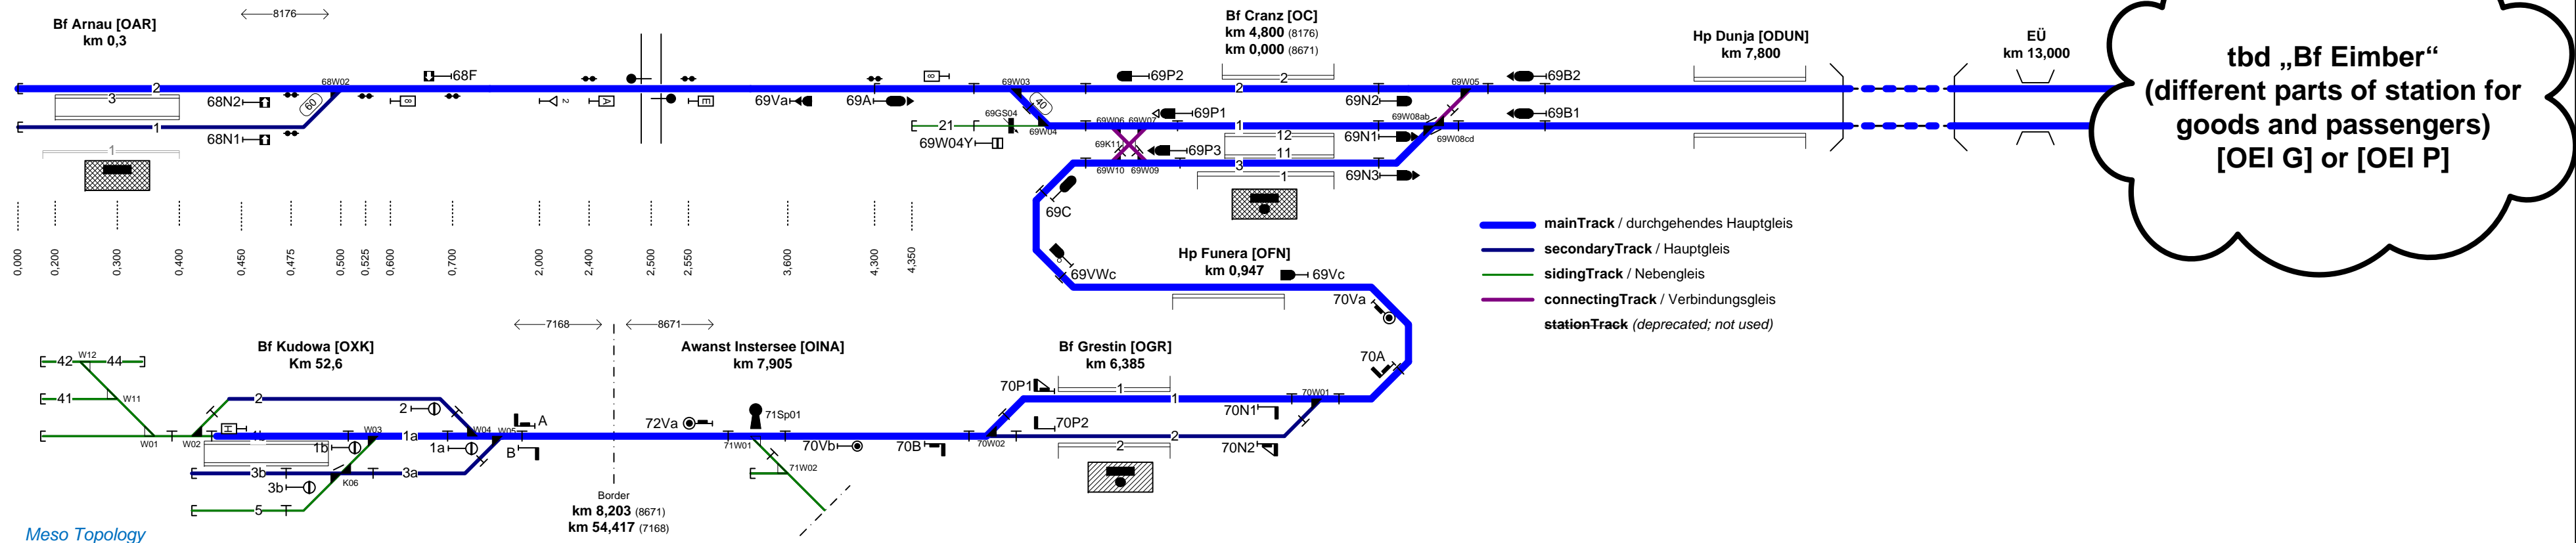 8176
Bf Arnau [OAR]
km 0,3
Bf Cranz [OC]
km 4,800 (8176)
km 0,000 (8671)
Hp Dunja [ODUN]
km 7,800
EÜ
km 13,000
tbd „Bf Eimber“
(different parts of station for
goods and passengers)
[OEI G] or [OEI P]
68W02
68F
69P2
2
69B2
69W03
69W05
2
3
60
68N2
8
2
A
E
69Va
69A
8
40
2
69N2
69P1
69B1
1
68N1
1
21
69GS04
69W04
69W04Y
69W06
69W07
1
12
69N1
69W08ab
69W08cd
69K11
69P3
11
69W10
69W09
3
1
69N3
69C
0,000
0,200
0,300
0,400
0,450
0,475
0,500
0,525
0,600
0,700
2,000
2,400
2,500
2,550
3,600
4,300
4,350
mainTrack / durchgehendes Hauptgleis
secondaryTrack / Hauptgleis
sidingTrack / Nebengleis
connectingTrack / Verbindungsgleis
stationTrack (deprecated; not used)
69VWc
Hp Funera [OFN]
km 0,947
69Vc
70Va
70A
7168
8671
Bf Kudowa [OXK]
Km 52,6
Awanst Instersee [OINA]
km 7,905
Bf Grestin [OGR]
km 6,385
42
W12
44
41
W11
W01
W02
2
2
H
1b
W03
1a
W04
W05
A
B
1b
1a
3b
3a
3b
K06
5
72Va
71Sp01
71W01
71W02
70Vb
70B
70W02
70P1
1
1
70N1
70W01
70P2
2
70N2
2
Border
km 8,203 (8671)
km 54,417 (7168)
Meso Topology